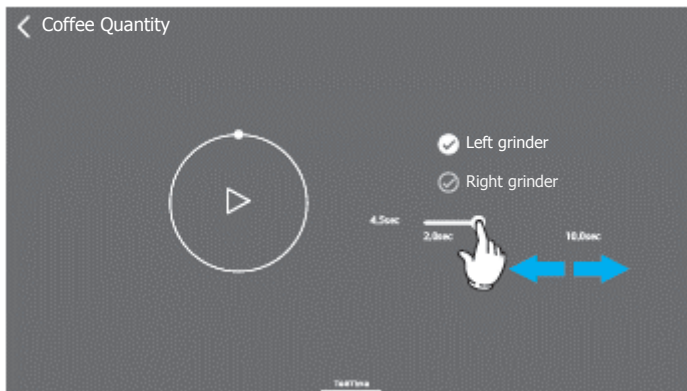 Coffee Quantity
Left grinder
Right grinder
4.5sec
2.0sec
10.0sec